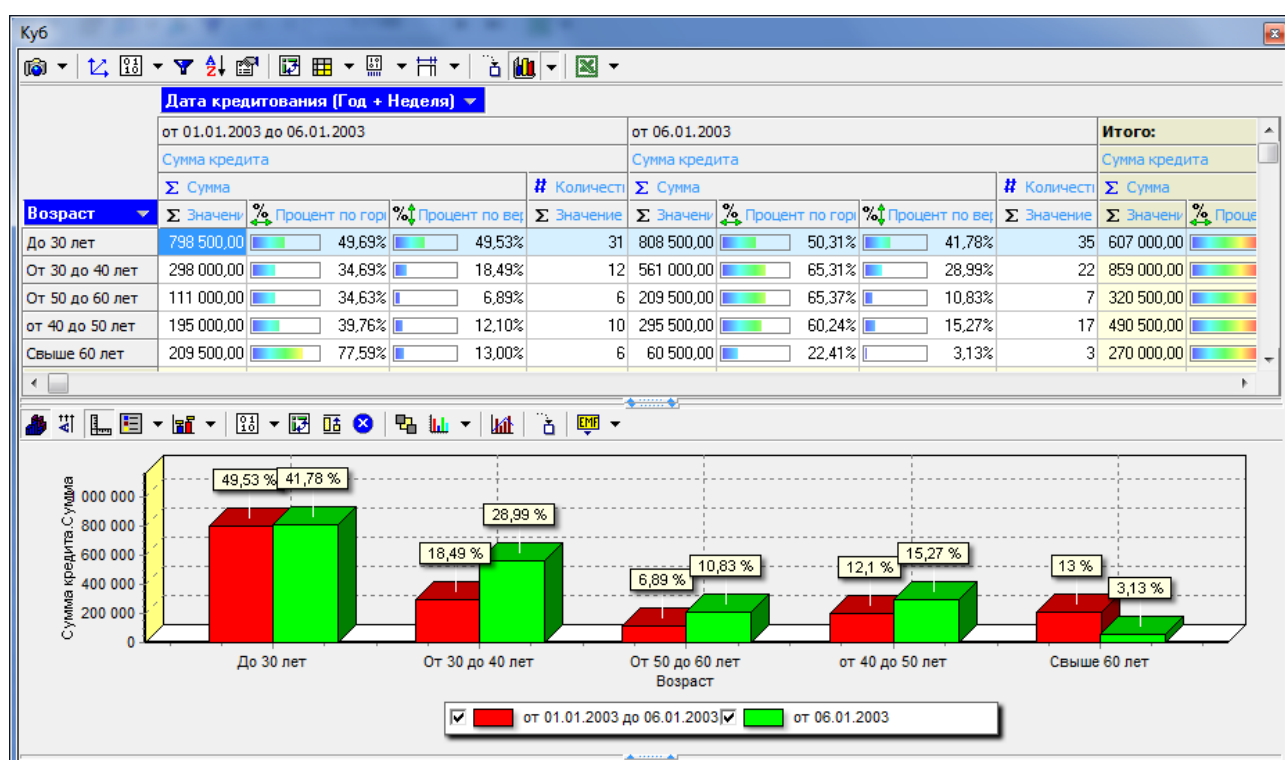 Куб
Дата кредитования (Год + Неделя)
от 01.01.2003 до 06.01.2003 от 06.01.2003 Итого:
Сумма кредита Сумма кредита Сумма кредита
Σ Сумма # Количести Σ Сумма # Количести Σ Сумма
Возраст Σ Значени % Процент по гори % Процент по вер Σ Значение Σ Значени % Процент по гори % Процент по вер Σ Значение Σ Значени % Проце
До 30 лет 798 500,00 49,69% 49,53% 31 808 500,00 50,31% 41,78% 35 607 000,00
От 30 до 40 лет 298 000,00 34,69% 18,49% 12 561 000,00 65,31% 28,99% 22 859 000,00
От 50 до 60 лет 111 000,00 34,63% 6,89% 6 209 500,00 65,37% 10,83% 7 320 500,00
от 40 до 50 лет 195 000,00 39,76% 12,10% 10 295 500,00 60,24% 15,27% 17 490 500,00
Свыше 60 лет 209 500,00 77,59% 13,00% 6 60 500,00 22,41% 3,13% 3 270 000,00
EMF
Сумма кредита.Сумма
000 000
800 000
600 000
400 000
200 000
0
49,53 % 41,78 %
18,49 % 28,99 %
6,89 % 10,83 %
12,1 % 15,27 %
13 % 3,13 %
До 30 лет От 30 до 40 лет От 50 до 60 лет от 40 до 50 лет Свыше 60 лет
Возраст
от 01.01.2003 до 06.01.2003 от 06.01.2003